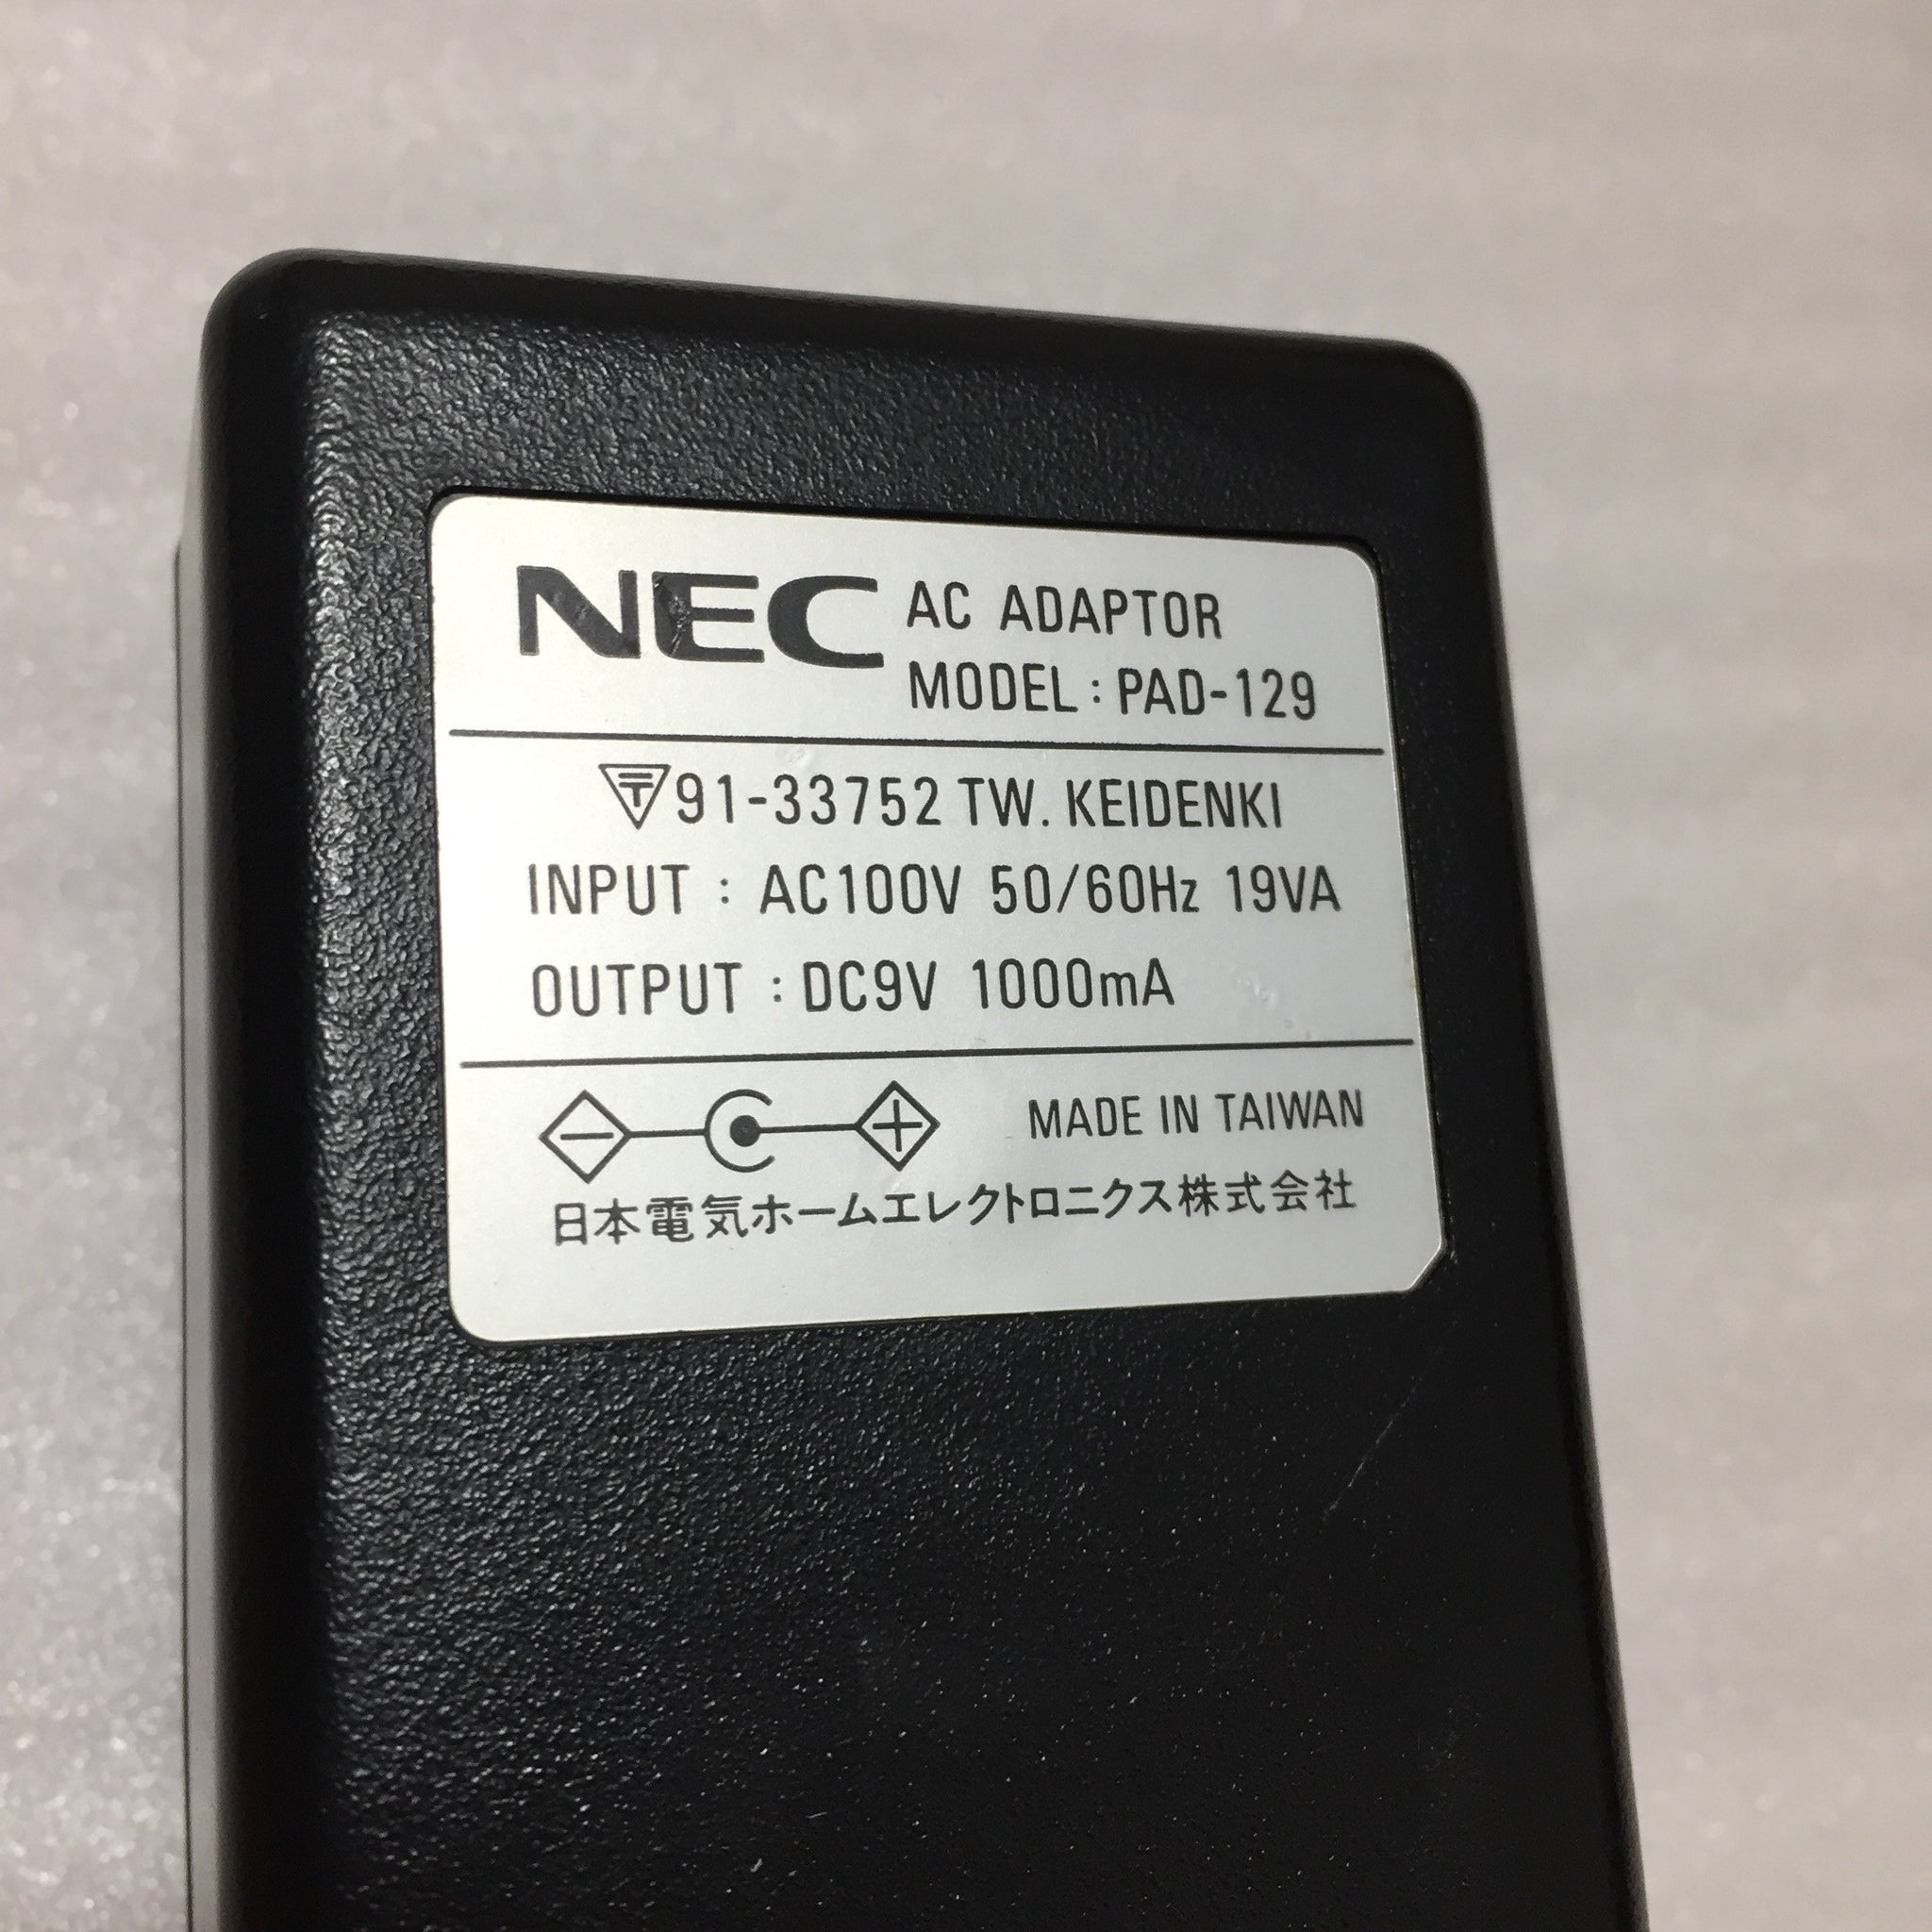 NEC AC ADAPTOR
MODEL : PAD-129
91-33752 TW. KEIDENKI
INPUT : AC100V 50/60Hz 19VA
OUTPUT : DC9V 1000mA
MADE IN TAIWAN
日本電気ホームエレクトロニクス株式会社